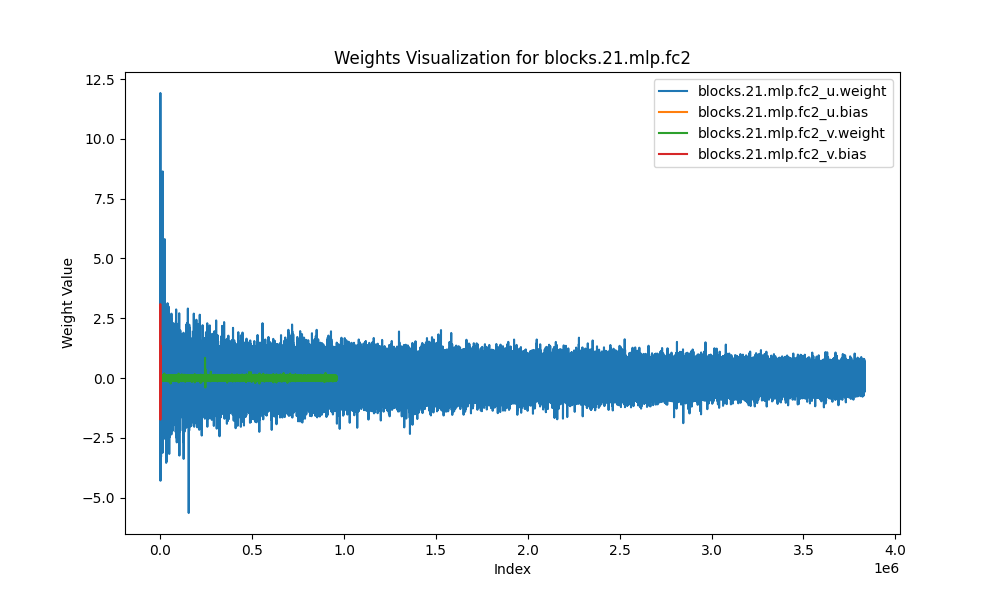 Weights Visualization for blocks.21.mlp.fc2
12.5
10.0
7.5
5.0
2.5
0.0
−2.5
−5.0
Weight Value
blocks.21.mlp.fc2_u.weight
blocks.21.mlp.fc2_u.bias
blocks.21.mlp.fc2_v.weight
blocks.21.mlp.fc2_v.bias
0.0 0.5 1.0 1.5 2.0 2.5 3.0 3.5 4.0
1e6
Index